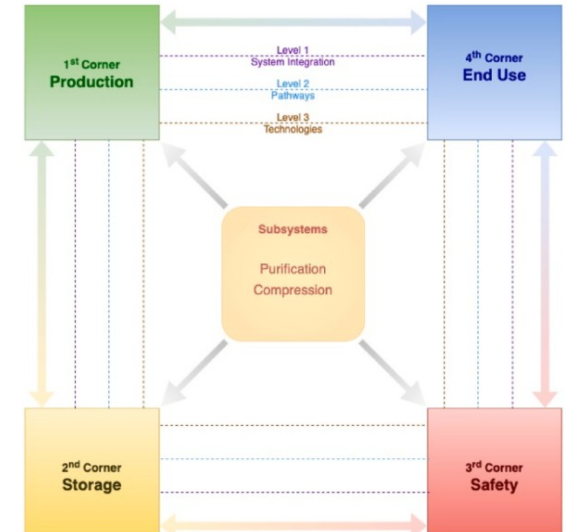 1st Corner
Production
Level 1
System Integration
Level 2
Pathways
Level 3
Technologies
4th Corner
End Use
Subsystems
Purification
Compression
2nd Corner
Storage
3rd Corner
Safety